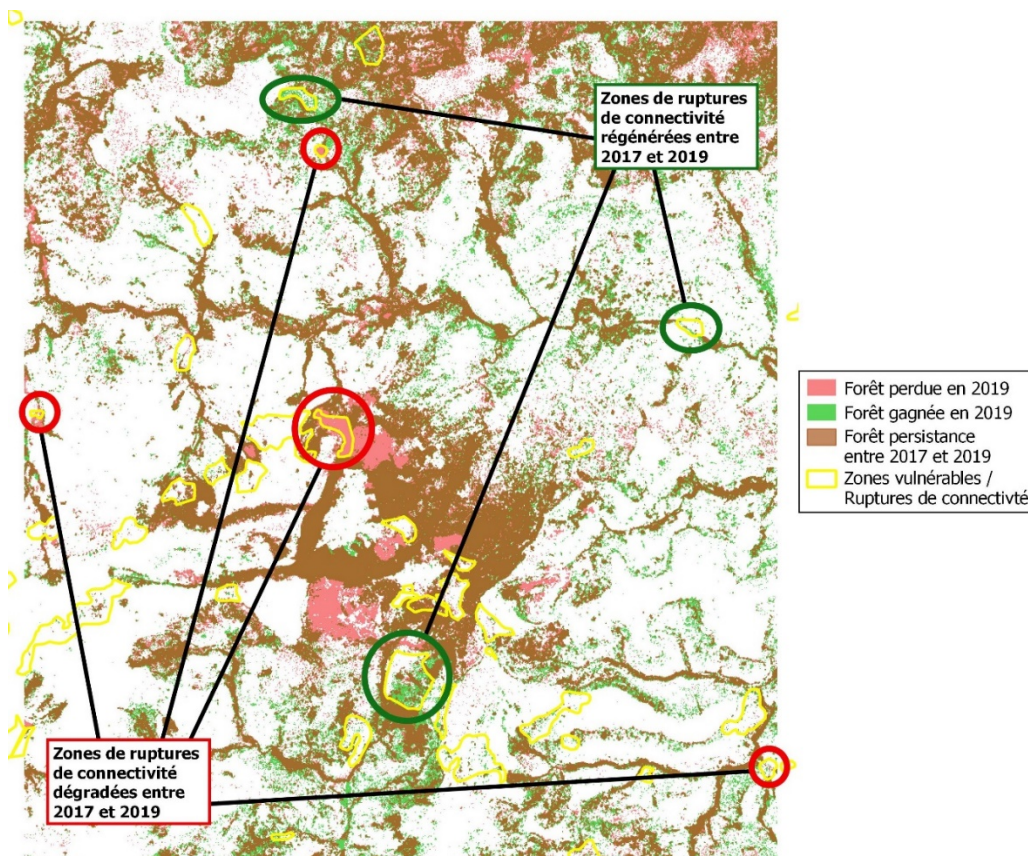 Zones de ruptures
de connectivité
régénérées entre
2017 et 2019
Forêt perdue en 2019
Forêt gagnée en 2019
Forêt persistance
entre 2017 et 2019
Zones vulnérables /
Ruptures de connectivté
Zones de ruptures
de connectivité
dégradées entre
2017 et 2019